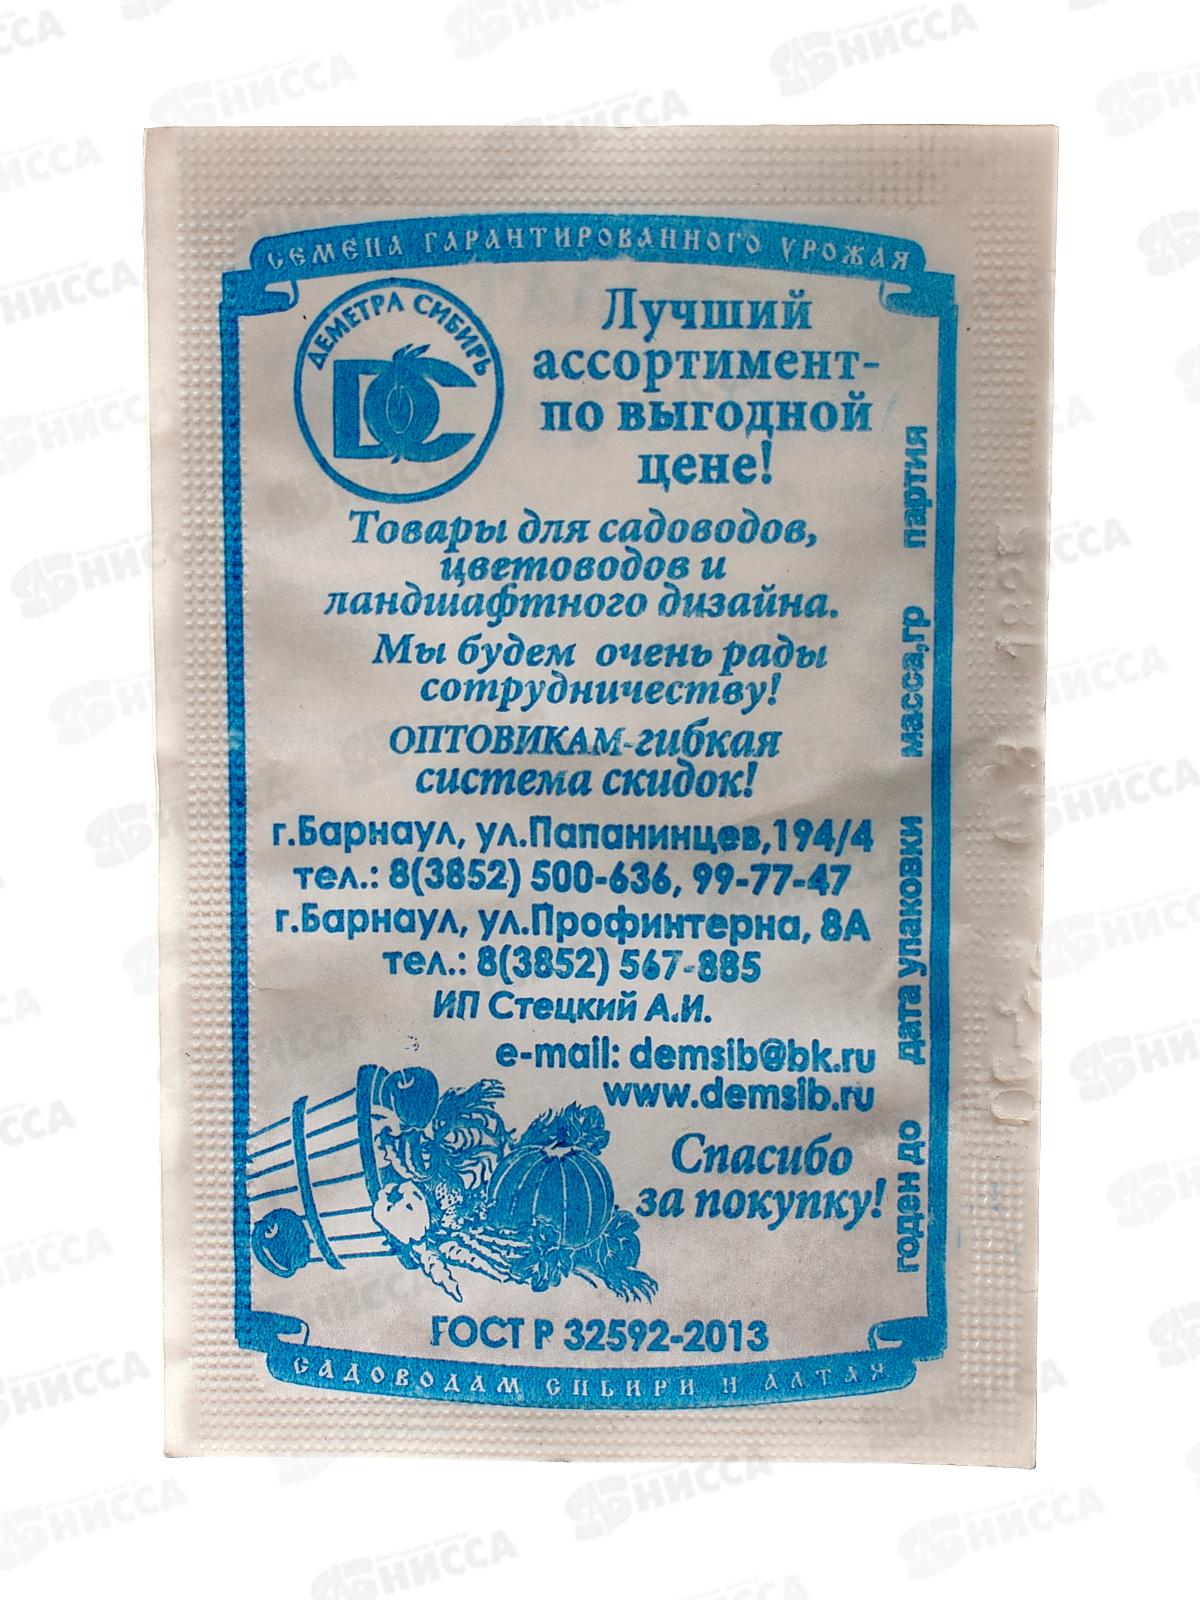 СЕМЕНА ГАРАНТИРОВАННОГО УРОЖАЯ
ДЕМЕТРА СИБИРЬ
ДС
Лучший
ассортимент-
по выгодной
цене!
Товары для садоводов,
цветоводов и
ландшафтного дизайна.
Мы будем очень рады
сотрудничеству!
ОПТОВИКАМ-гибкая
система скидок!
г.Барнаул, ул.Папанинцев,194/4
тел.: 8(3852) 500-636, 99-77-47
г.Барнаул, ул.Профинтерна, 8А
тел.: 8(3852) 567-885
ИП Стецкий А.И.
e-mail: demsib@bk.ru
www.demsib.ru
Спасибо
за покупку!
ГОСТ Р 32592-2013
САДОВОДАМ СИБИРИ И АЛТАЯ
годен до дата упаковки масса,гр партия
НИССА